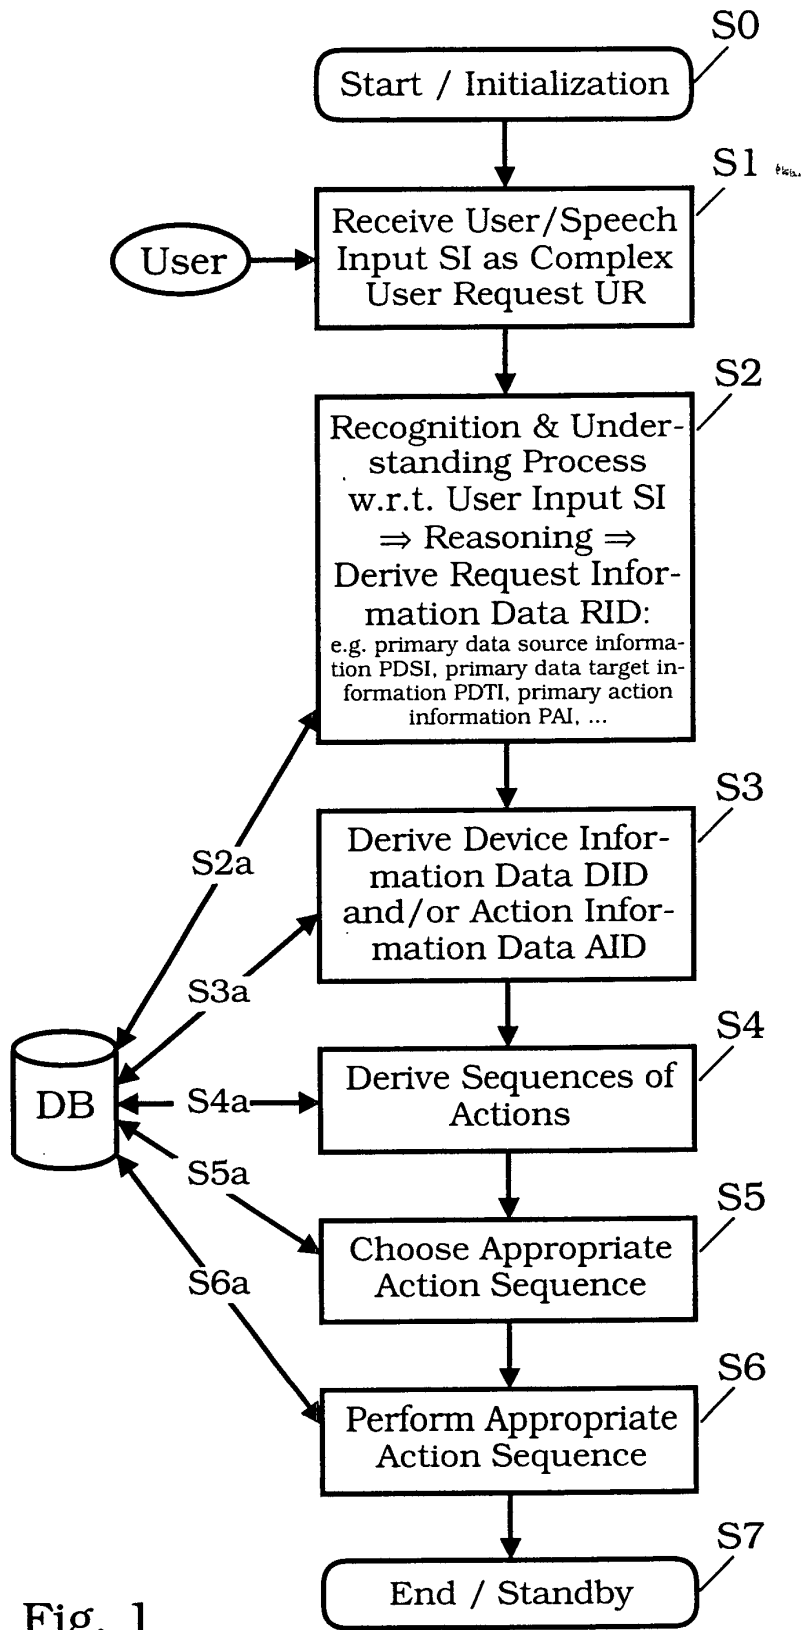 S0
Start / Initialization
S1
Receive User/Speech
Input SI as Complex
User Request UR
User
S2
Recognition & Under-
standing Process
w.r.t. User Input SI
⇒ Reasoning ⇒
Derive Request Infor-
mation Data RID:
e.g. primary data source informa-
tion PDSI, primary data target in-
formation PDTI, primary action
information PAI, ...
S2a
S3
Derive Device Infor-
mation Data DID
and/or Action Infor-
mation Data AID
S3a
S4
Derive Sequences of
Actions
DB
S4a
S5a
S5
Choose Appropriate
Action Sequence
S6a
S6
Perform Appropriate
Action Sequence
S7
End / Standby
Fig. 1